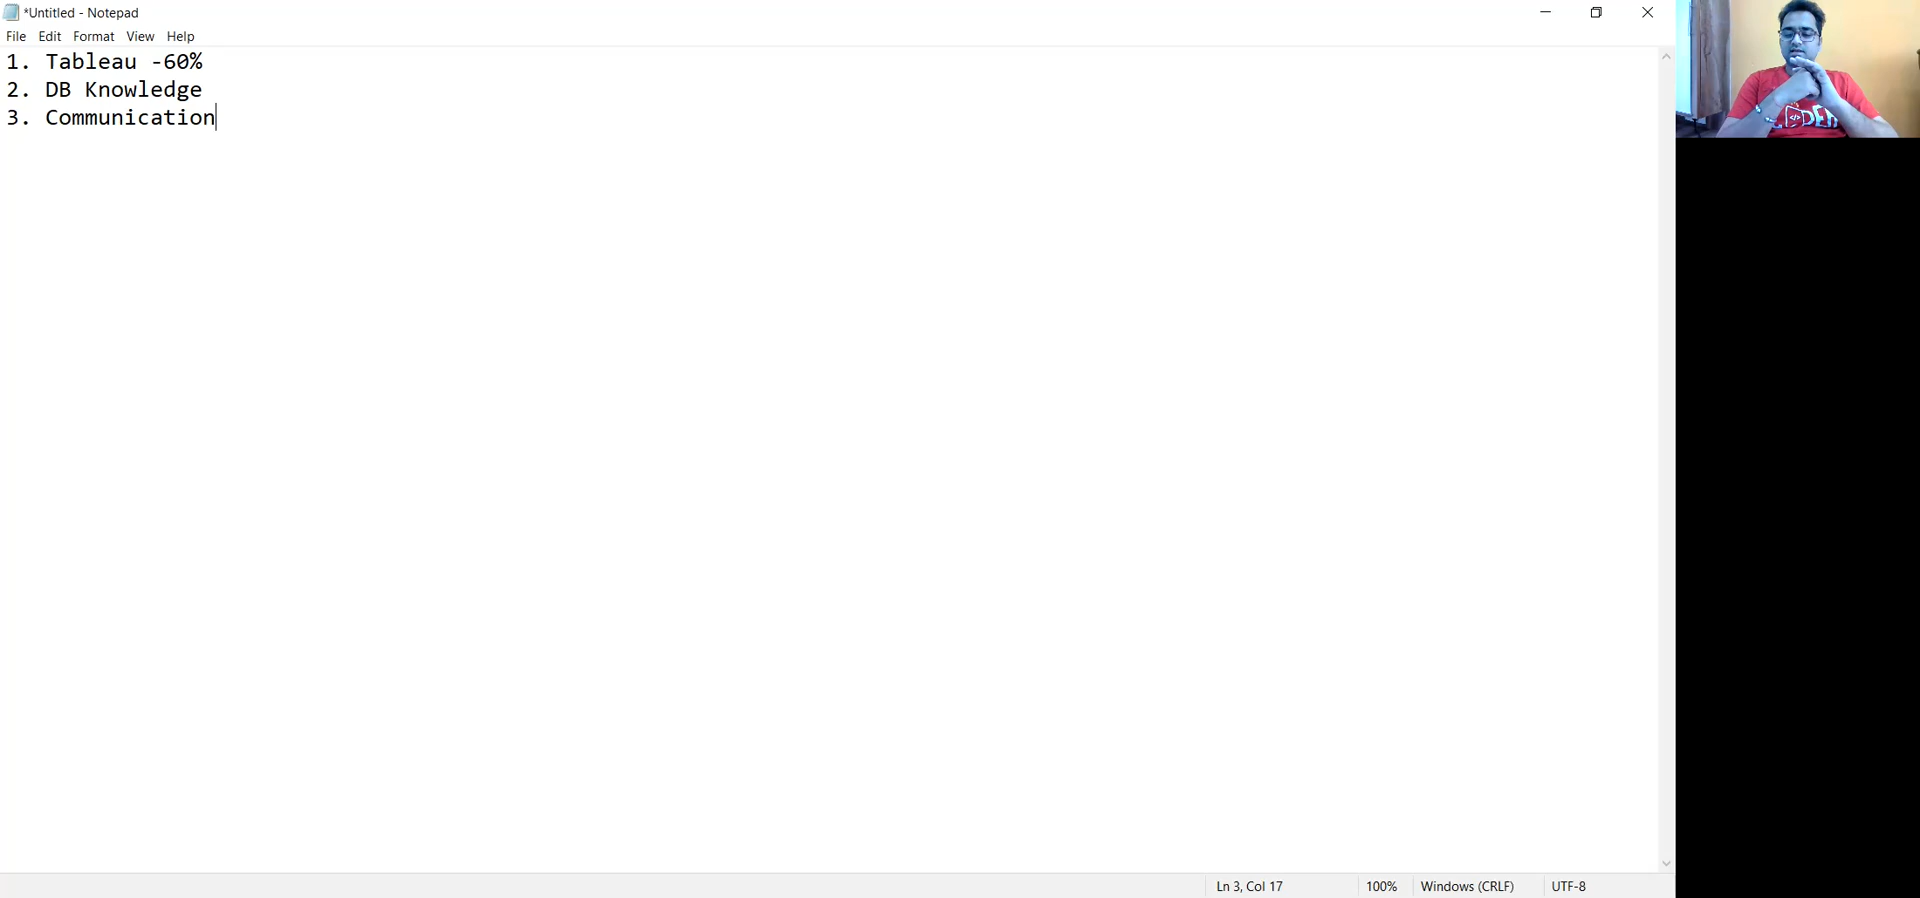 *Untitled - Notepad
File Edit Format View Help
1. Tableau -60%
2. DB Knowledge
3. Communication
Ln 3, Col 17 100% Windows (CRLF) UTF-8